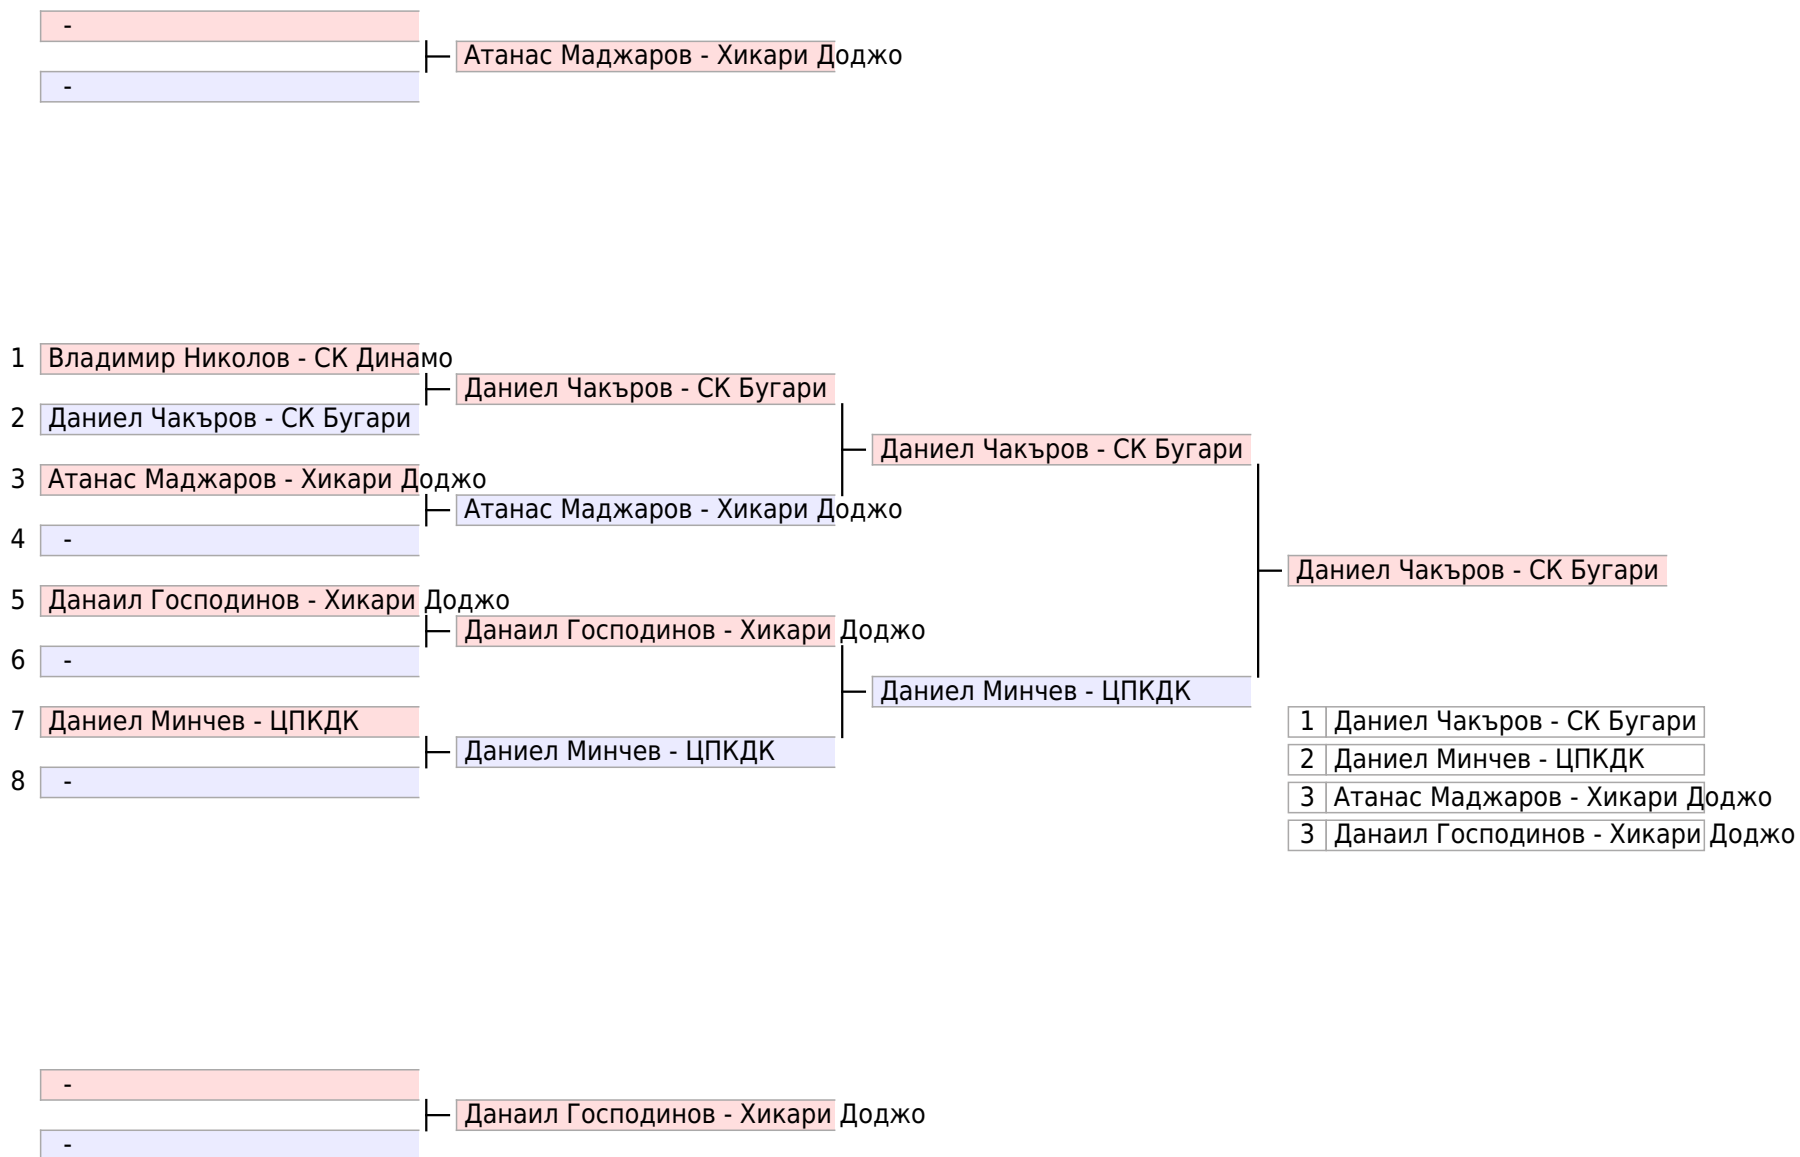 -
Атанас Маджаров - Хикари Доджо
-
1 Владимир Николов - СК Динамо
Даниел Чакъров - СК Бугари
2 Даниел Чакъров - СК Бугари
Даниел Чакъров - СК Бугари
3 Атанас Маджаров - Хикари Доджо
Атанас Маджаров - Хикари Доджо
4 -
Даниел Чакъров - СК Бугари
5 Данаил Господинов - Хикари Доджо
Данаил Господинов - Хикари Доджо
6 -
Даниел Минчев - ЦПКДК
7 Даниел Минчев - ЦПКДК
Даниел Минчев - ЦПКДК
8 -
1 Даниел Чакъров - СК Бугари
2 Даниел Минчев - ЦПКДК
3 Атанас Маджаров - Хикари Доджо
3 Данаил Господинов - Хикари Доджо
-
Данаил Господинов - Хикари Доджо
-